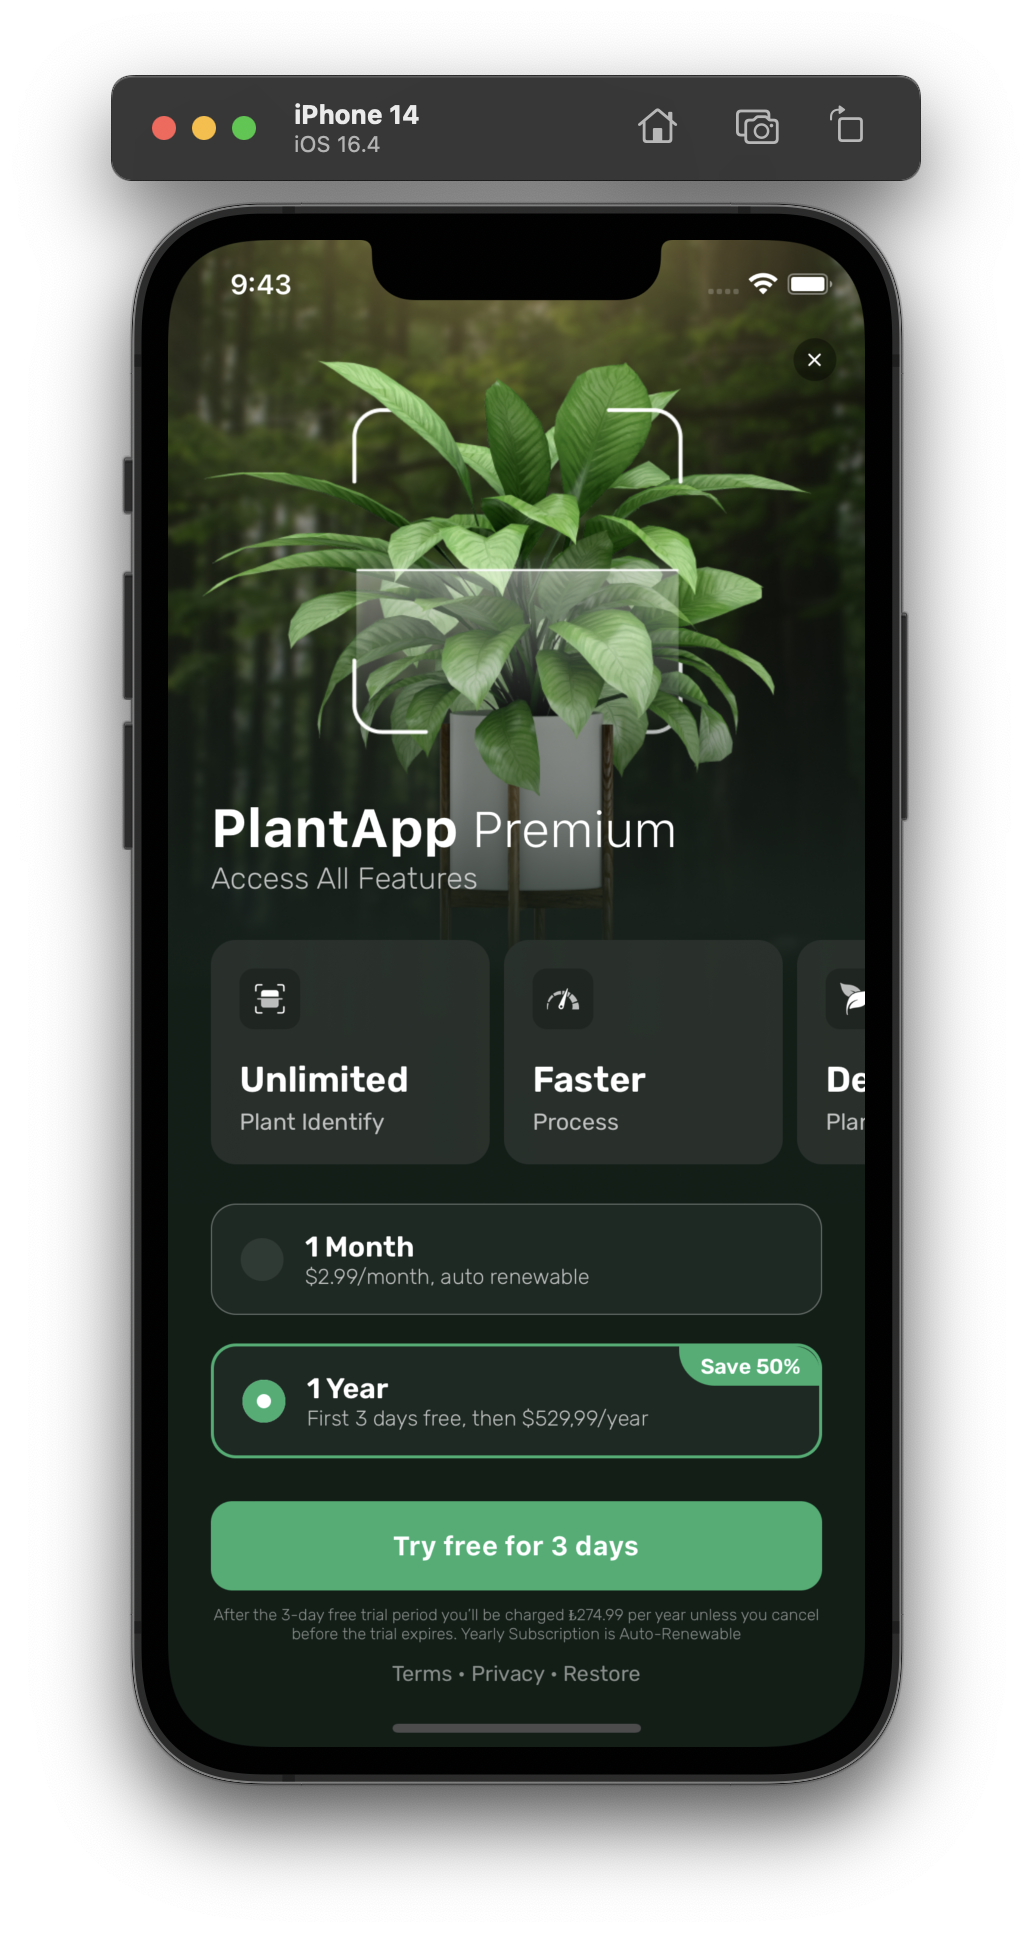 iPhone 14
iOS 16.4
9:43
PlantApp Premium
Access All Features
Unlimited
Plant Identify
Faster
Process
De
Plan
1 Month
$2.99/month, auto renewable
Save 50%
1 Year
First 3 days free, then $529,99/year
Try free for 3 days
After the 3-day free trial period you'll be charged ₺274.99 per year unless you cancel
before the trial expires. Yearly Subscription is Auto-Renewable
Terms • Privacy • Restore